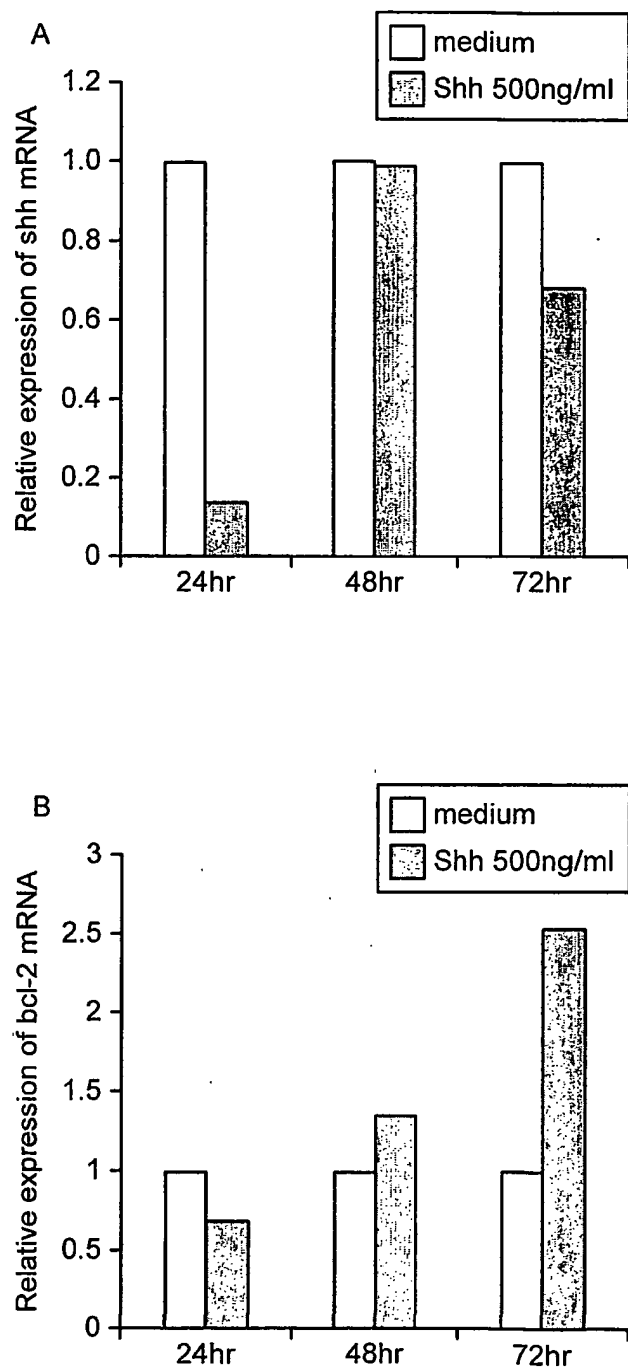 A
medium
Shh 500ng/ml
Relative expression of shh mRNA
1.2
1.0
0.8
0.6
0.4
0.2
0
24hr 48hr 72hr
B
medium
Shh 500ng/ml
Relative expression of bcl-2 mRNA
3
2.5
2
1.5
1
0.5
0
24hr 48hr 72hr